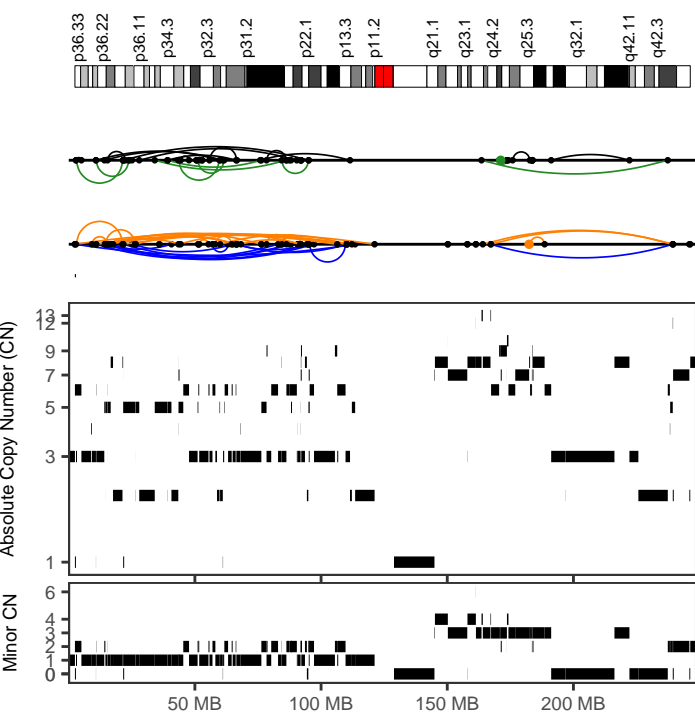 p36.33
p36.22
p36.11
p34.3
p32.3
p31.2
p22.1
p13.3
p11.2
q21.1
q23.1
q24.2
q25.3
q32.1
q42.11
q42.3
Absolute Copy Number (CN)
13
12
9
7
5
3
1
Minor CN
6
4
3
2
1
0
50 MB
100 MB
150 MB
200 MB